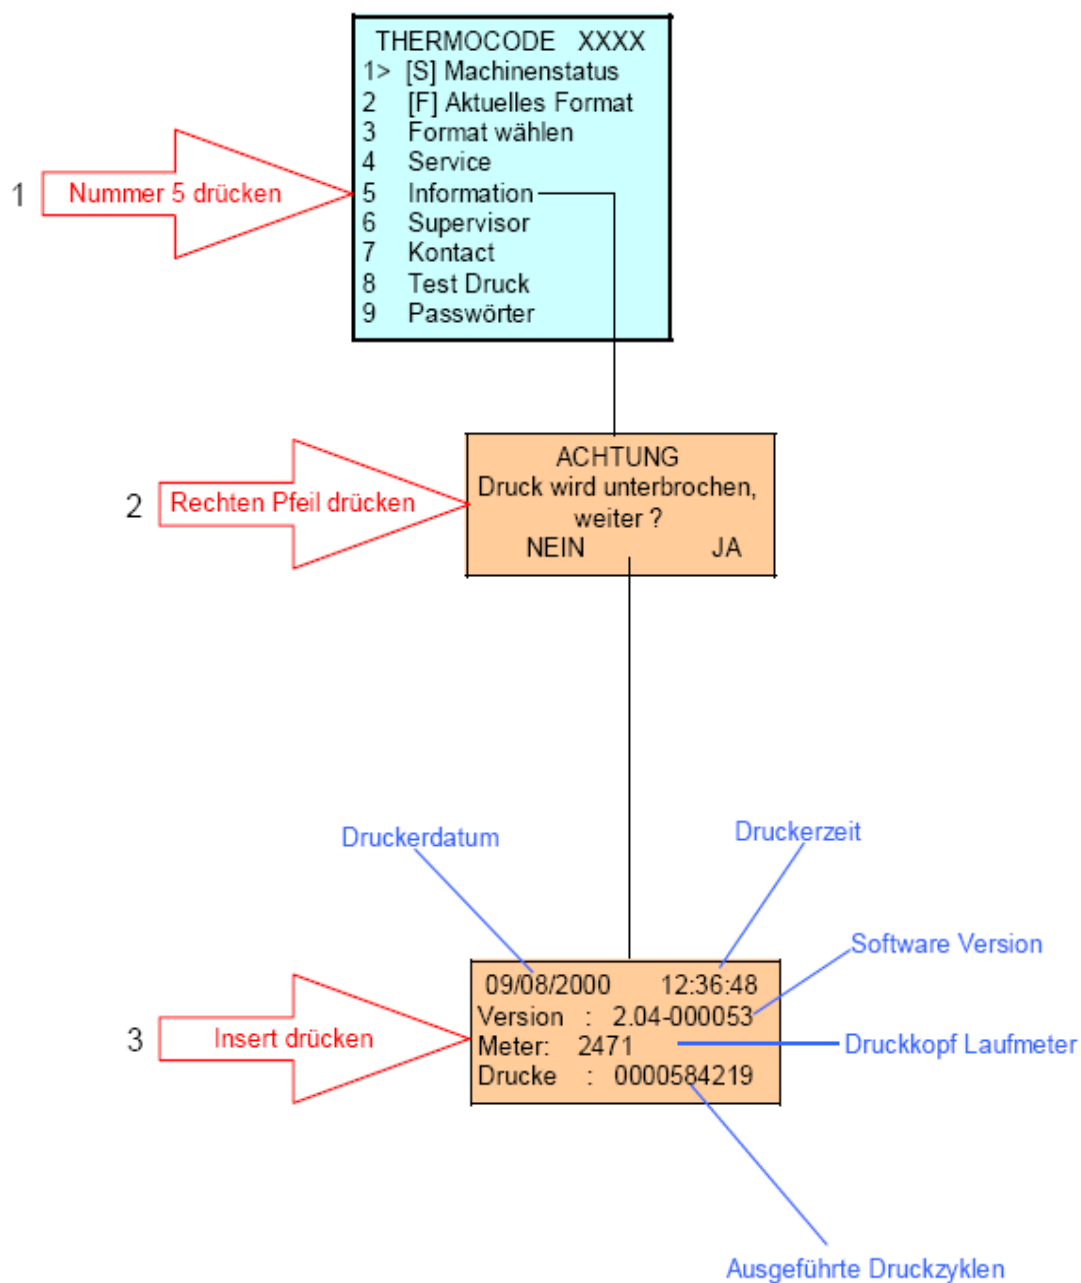 THERMOCODE XXXX
1> [S] Machinenstatus
2 [F] Aktuelles Format
3 Format wählen
4 Service
1 Nummer 5 drücken
5 Information
6 Supervisor
7 Kontact
8 Test Druck
9 Passwörter
ACHTUNG
2 Rechten Pfeil drücken
Druck wird unterbrochen,
weiter ?
NEIN JA
Druckerdatum
Druckerzeit
Software Version
09/08/2000 12:36:48
Version : 2.04-000053
3 Insert drücken
Meter: 2471
Druckkopf Laufmeter
Drucke : 0000584219
Ausgeführte Druckzyklen